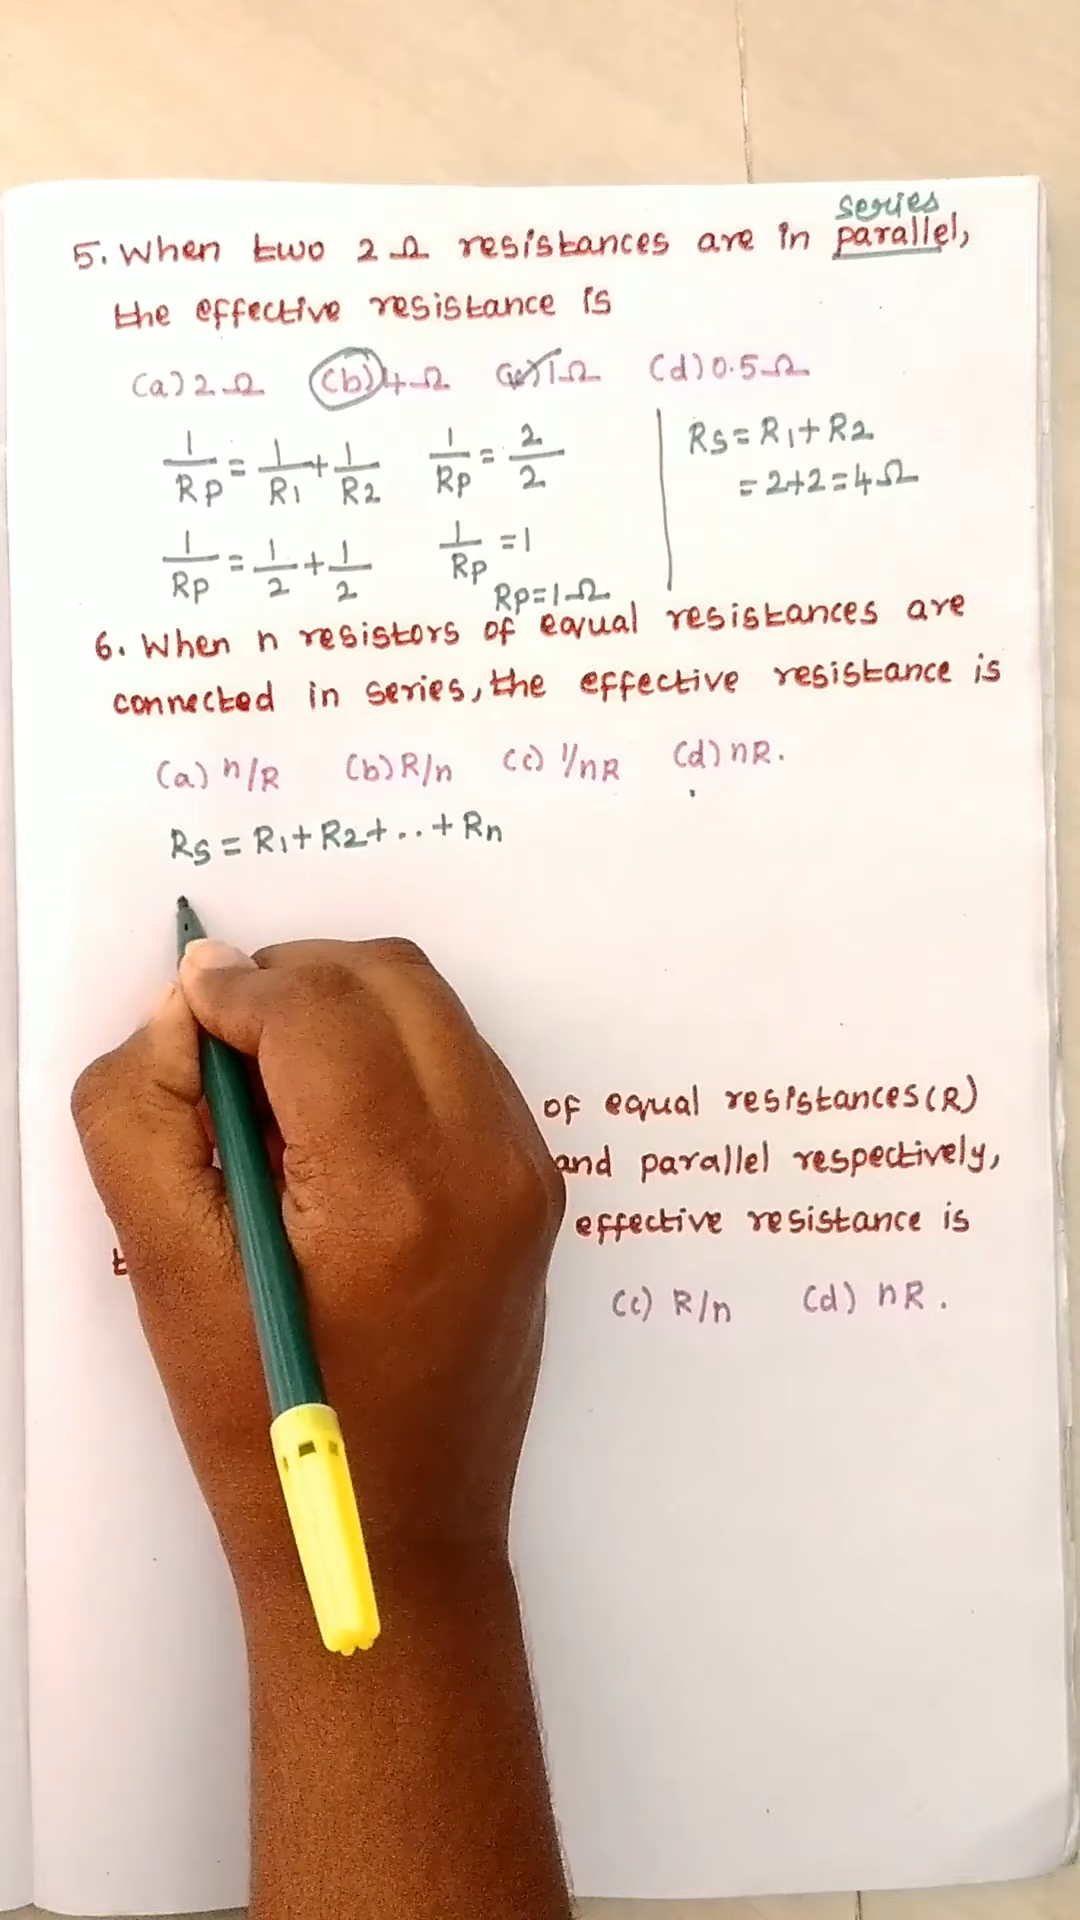 series
5. When two 2Ω resistances are in parallel,
the effective resistance is
(a) 2Ω (b) 4Ω (c) 1Ω (d) 0.5Ω
1/Rp = 1/R1 + 1/R2 1/Rp = 2/2 Rs = R1 + R2
= 2+2 = 4Ω
1/Rp = 1/2 + 1/2 1/Rp = 1
Rp = 1Ω
6. When n resistors of equal resistances are
connected in series, the effective resistance is
(a) n/R (b) R/n (c) 1/nR (d) nR.
Rs = R1 + R2 + .. + Rn
of equal resistances (R)
and parallel respectively,
effective resistance is
(c) R/n (d) nR.